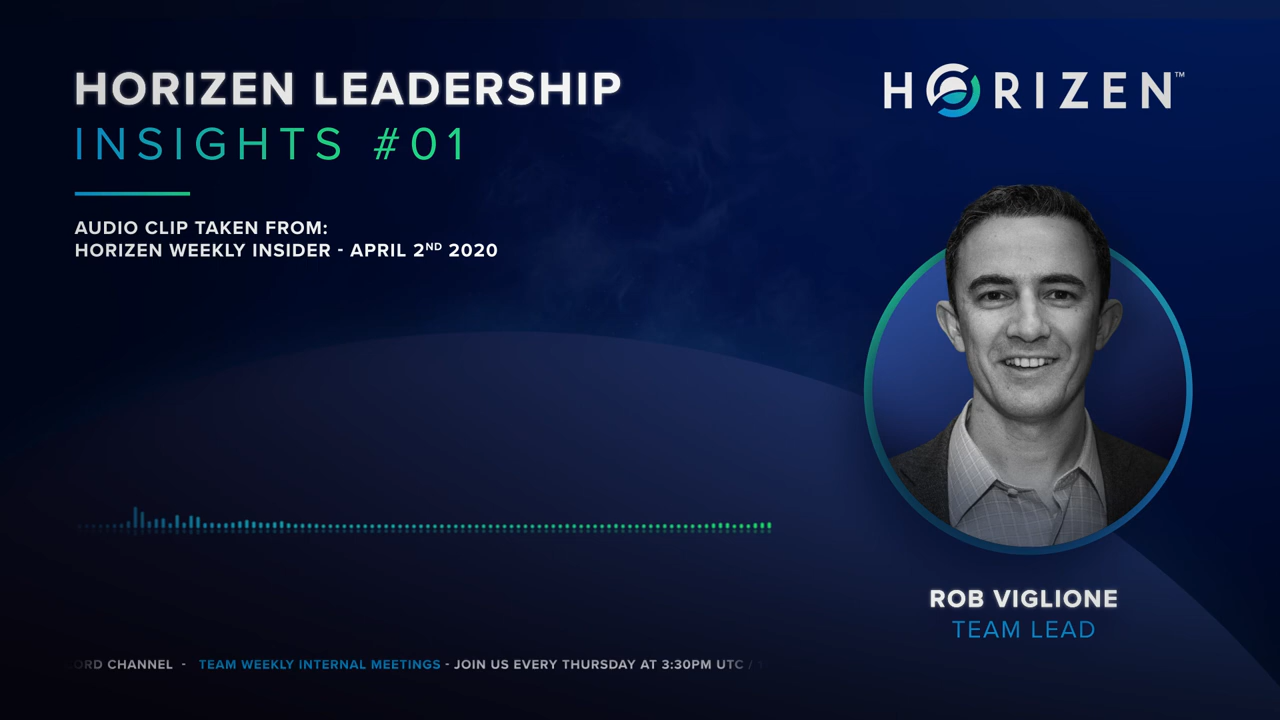 HORIZEN LEADERSHIP
INSIGHTS #01
AUDIO CLIP TAKEN FROM:
HORIZEN WEEKLY INSIDER - APRIL 2ND 2020
HORIZEN™
ROB VIGLIONE
TEAM LEAD
CHANNEL - TEAM WEEKLY INTERNAL MEETINGS - JOIN US EVERY THURSDAY AT 3:30PM UTC /